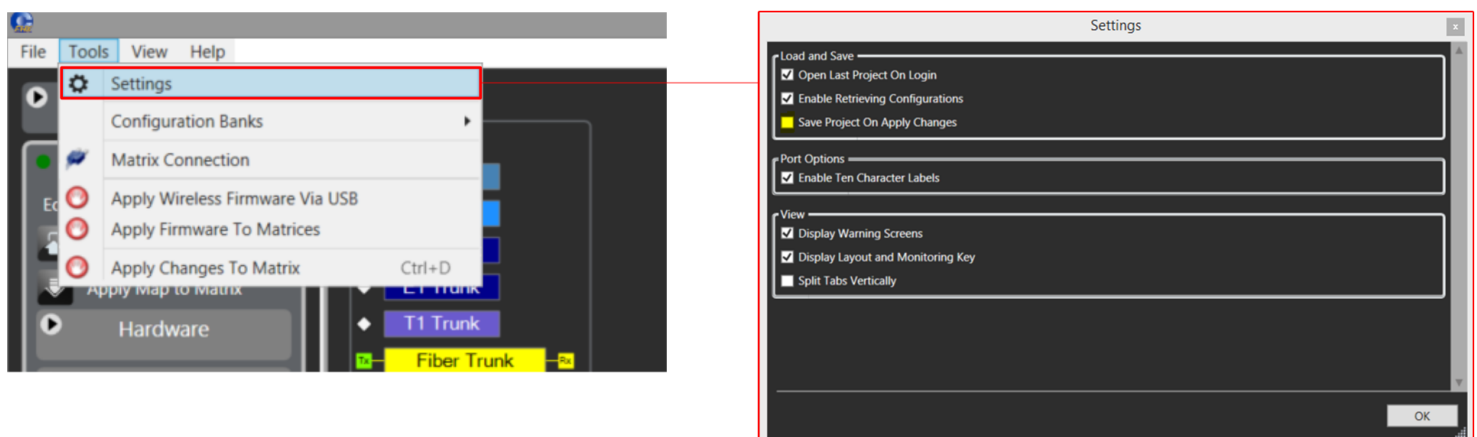 File Tools View Help
Settings
Configuration Banks
Matrix Connection
Apply Wireless Firmware Via USB
Apply Firmware To Matrices
Apply Changes To Matrix Ctrl+D
Apply Map to Matrix
Hardware
E1 Trunk
T1 Trunk
Tx Fiber Trunk Rx
Settings
x
Load and Save
Open Last Project On Login
Enable Retrieving Configurations
Save Project On Apply Changes
Port Options
Enable Ten Character Labels
View
Display Warning Screens
Display Layout and Monitoring Key
Split Tabs Vertically
OK